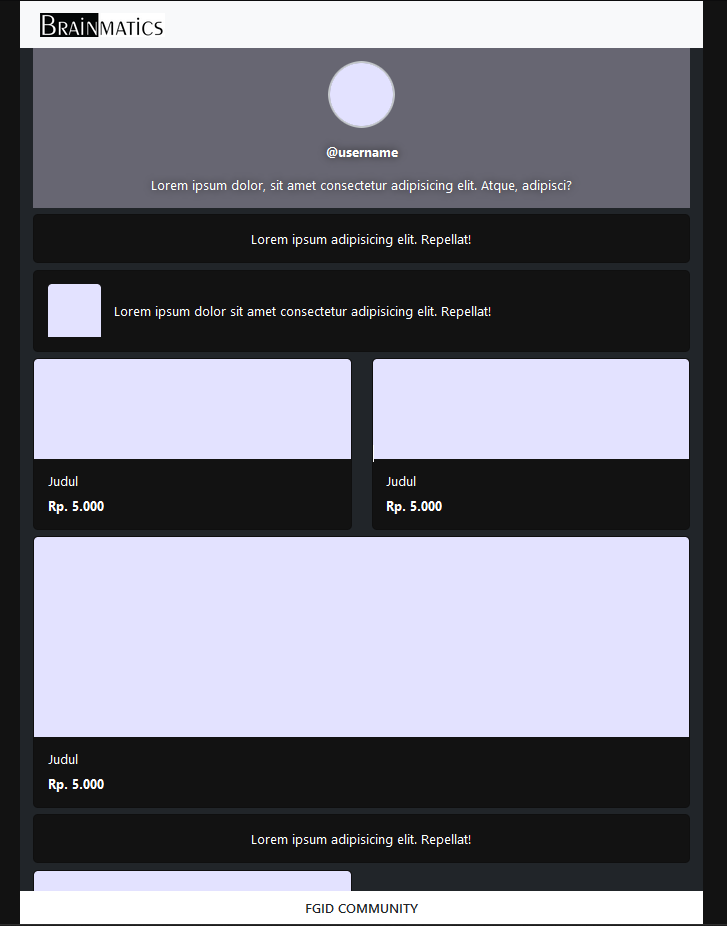 BRAINMATICS
@username
Lorem ipsum dolor, sit amet consectetur adipisicing elit. Atque, adipisci?
Lorem ipsum adipisicing elit. Repellat!
Lorem ipsum dolor sit amet consectetur adipisicing elit. Repellat!
Judul
Rp. 5.000
Judul
Rp. 5.000
Judul
Rp. 5.000
Lorem ipsum adipisicing elit. Repellat!
FGID COMMUNITY